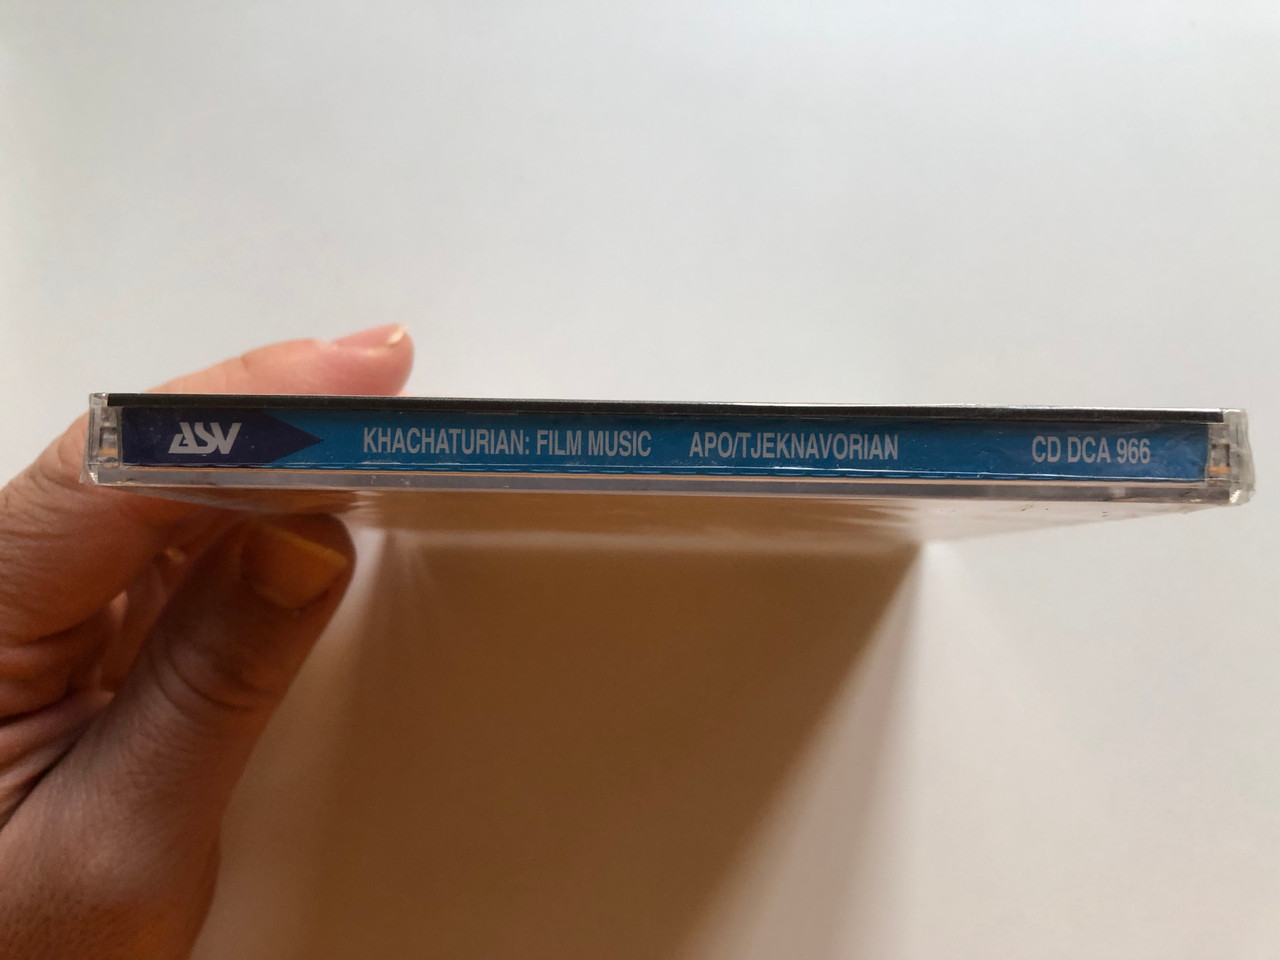 ASV KHACHATURIAN: FILM MUSIC APO/TJEKNAVORIAN CD DCA 966